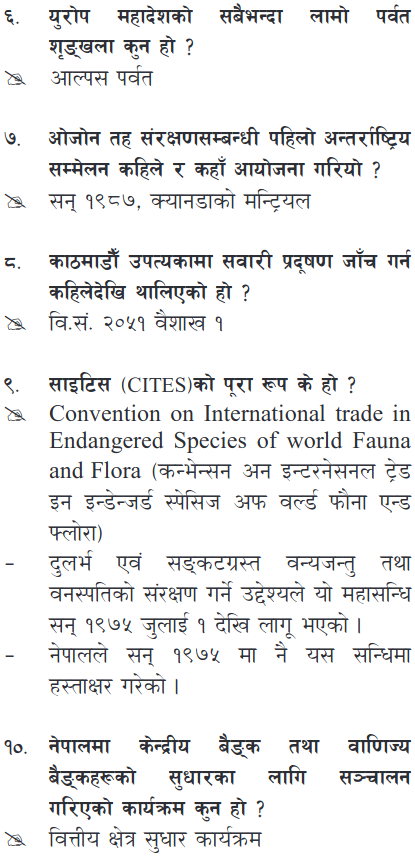 ६. युरोप महादेशको सबैभन्दा लामो पर्वत
शृङ्खला कुन हो ?
आल्पस पर्वत
७. ओजोन तह संरक्षणसम्बन्धी पहिलो अन्तर्राष्ट्रिय
सम्मेलन कहिले र कहाँ आयोजना गरियो ?
सन् १९८७, क्यानडाको मन्ट्रियल
८. काठमाडौँ उपत्यकामा सवारी प्रदूषण जाँच गर्न
कहिलेदेखि थालिएको हो ?
वि.सं. २०५१ वैशाख १
९. साइटिस (CITES)को पूरा रूप के हो ?
Convention on International trade in
Endangered Species of world Fauna
and Flora (कन्भेन्सन अन इन्टरनेसनल ट्रेड
इन इन्डेन्जर्ड स्पेसिज अफ वर्ल्ड फौना एन्ड
फ्लोरा)
- दुलर्भ एवं सङ्कटग्रस्त वन्यजन्तु तथा
वनस्पतिको संरक्षण गर्ने उद्देश्यले यो महासन्धि
सन् १९७५ जुलाई १ देखि लागू भएको ।
- नेपालले सन् १९७५ मा नै यस सन्धिमा
हस्ताक्षर गरेको ।
१०. नेपालमा केन्द्रीय बैङ्क तथा वाणिज्य
बैङ्कहरूको सुधारका लागि सञ्चालन
गरिएको कार्यक्रम कुन हो ?
वित्तीय क्षेत्र सुधार कार्यक्रम